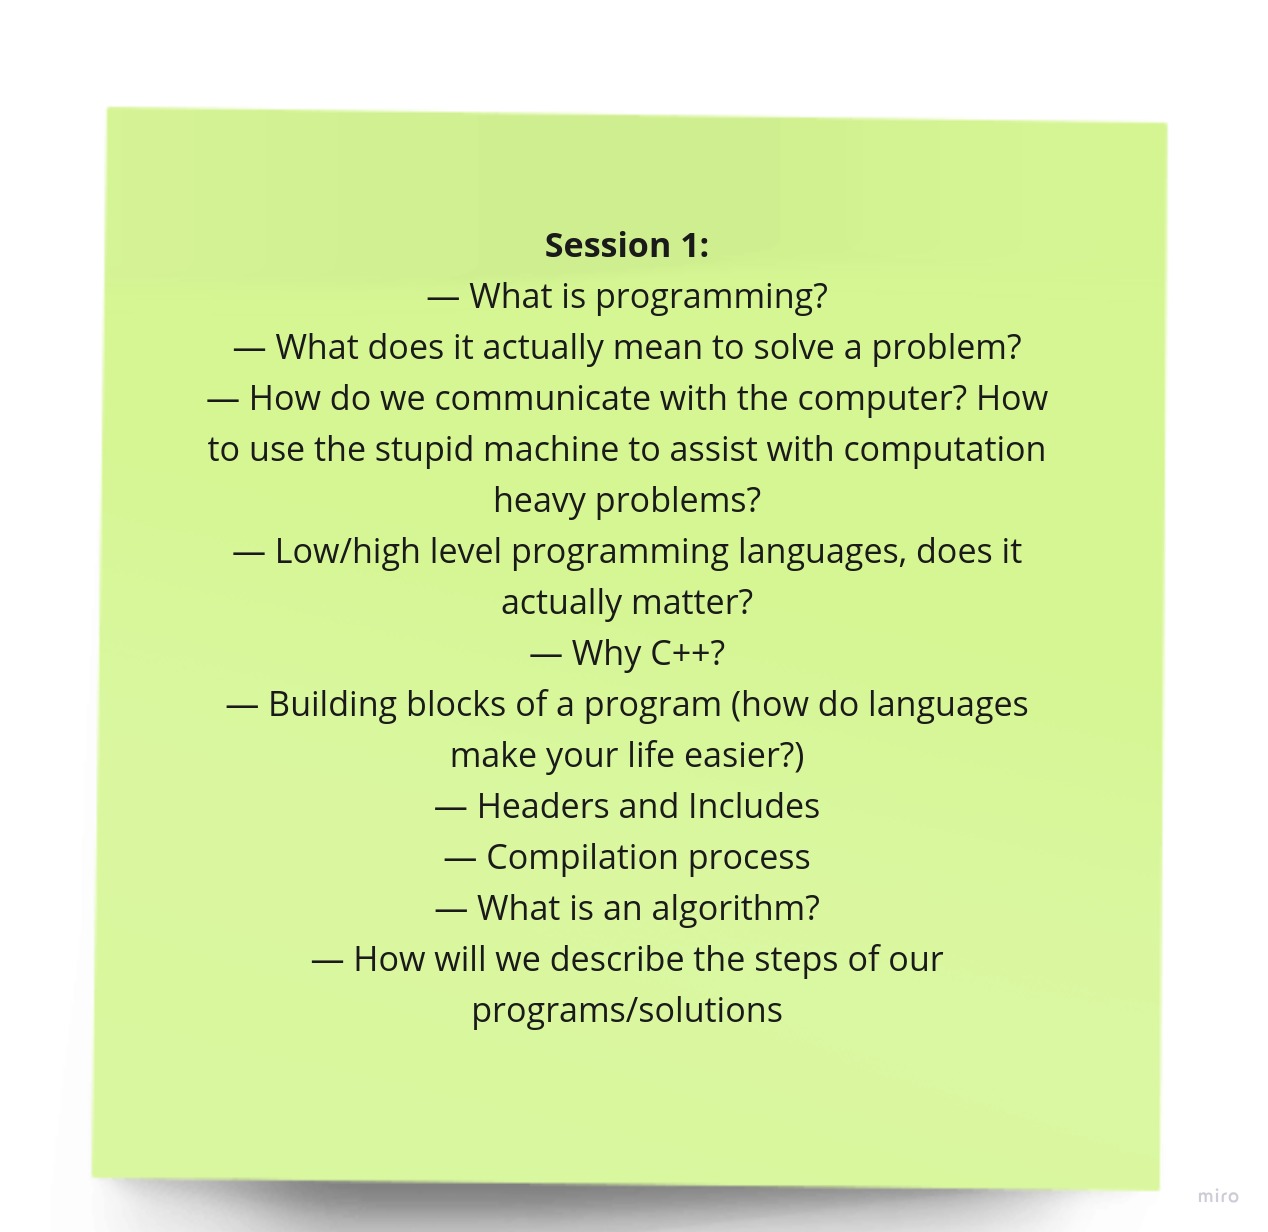 Session 1:
— What is programming?
— What does it actually mean to solve a problem?
— How do we communicate with the computer? How
to use the stupid machine to assist with computation
heavy problems?
— Low/high level programming languages, does it
actually matter?
— Why C++?
— Building blocks of a program (how do languages
make your life easier?)
— Headers and Includes
— Compilation process
— What is an algorithm?
— How will we describe the steps of our
programs/solutions
miro